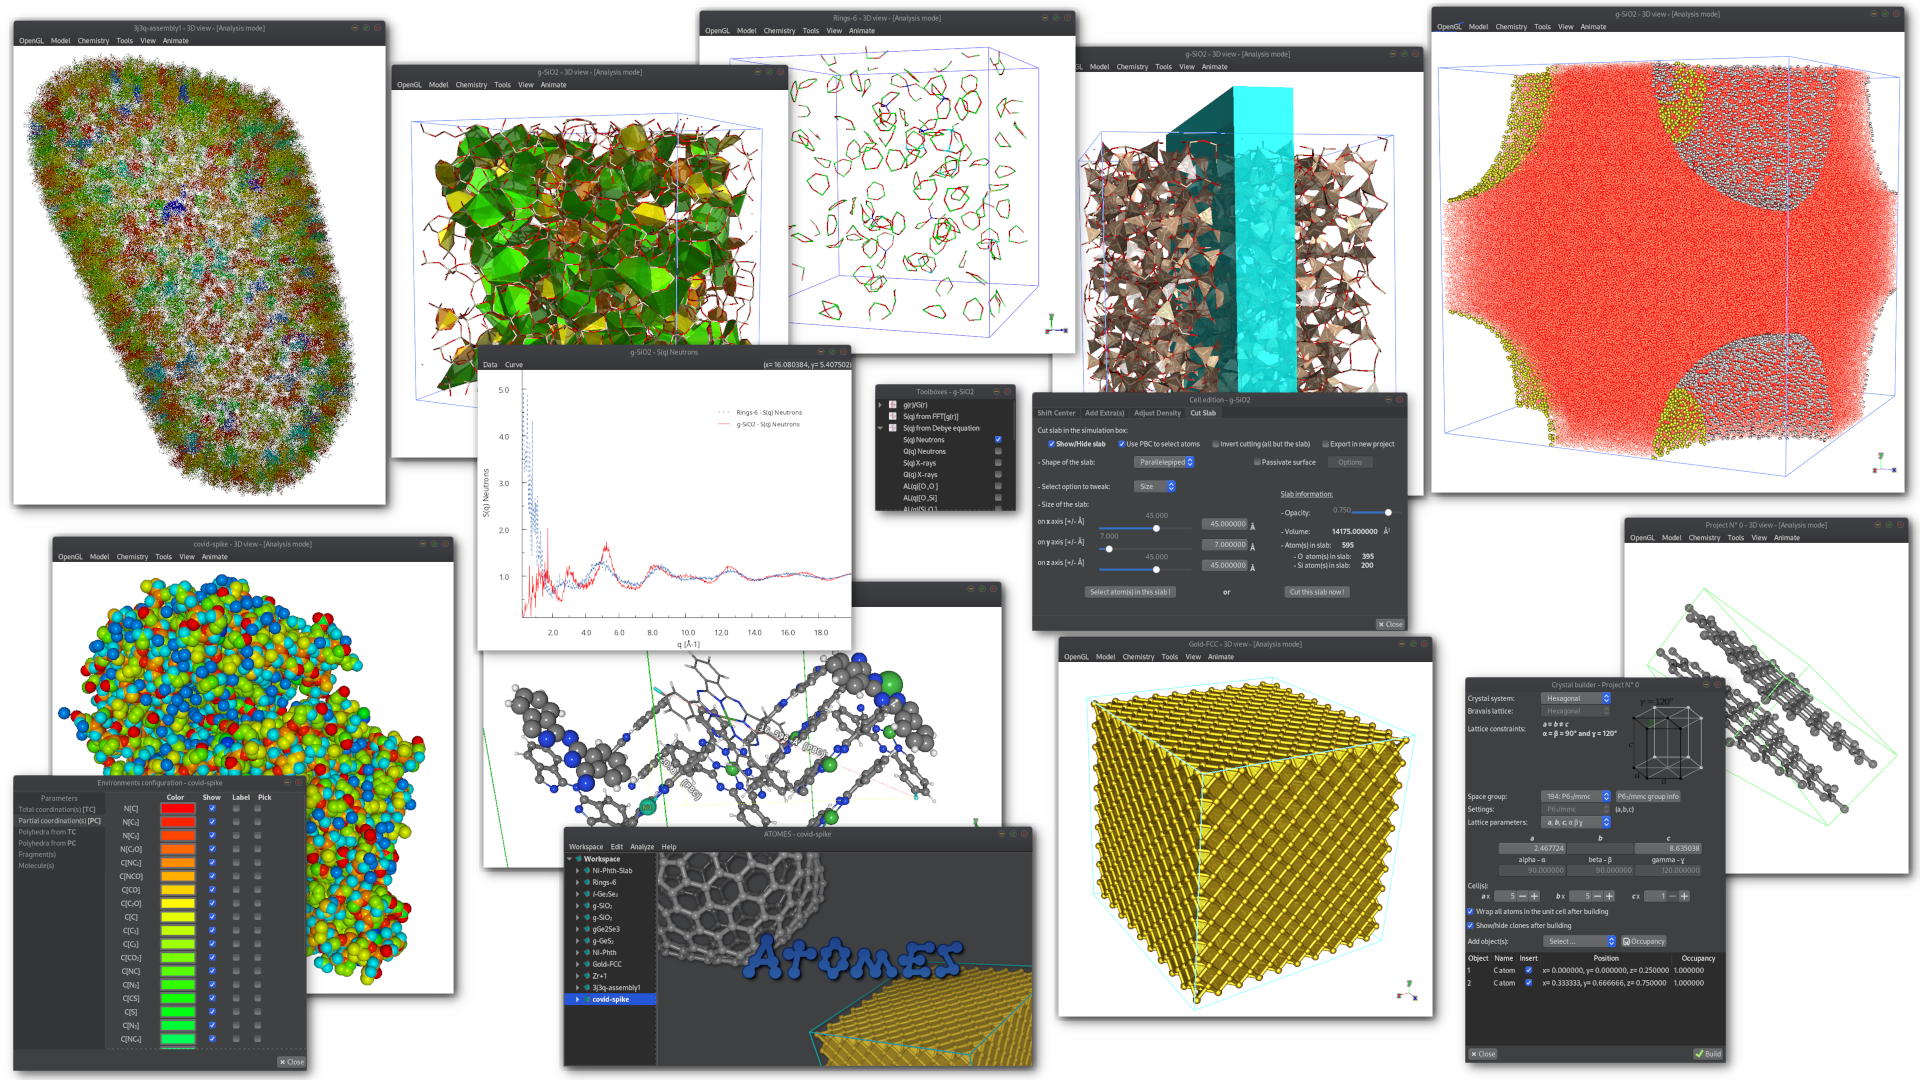 3j3q-assembly1 - 3D view - [Analysis mode]
OpenGL Model Chemistry Tools View Animate
g-SiO2 - 3D view - [Analysis mode]
OpenGL Model Chemistry Tools View Animate
Rings-6 - 3D view - [Analysis mode]
OpenGL Model Chemistry Tools View Animate
g-SiO2 - 3D view - [Analysis mode]
GL Model Chemistry Tools View Animate
g-SiO2 - 3D view - [Analysis mode]
OpenGL Model Chemistry Tools View Animate
g-SiO2 - S(q) Neutrons
Data Curve (x= 16.080384, y= 5.407502)
5.0
4.0
3.0
2.0
1.0
S(q) Neutrons
Rings-6 - S(q) Neutrons
g-SiO2 - S(q) Neutrons
2.0 4.0 6.0 8.0 10.0 12.0 14.0 16.0 18.0
q [Å-1]
Toolboxes - g-SiO2
g(r)/G(r)
S(q) from FFT[g(r)]
S(q) from Debye equation
S(q) Neutrons
Q(q) Neutrons
S(q) X-rays
Q(q) X-rays
AL(q)[O,O]
AL(q)[O,Si]
AL(q)[Si,O]
Cell edition - g-SiO2
Shift Center Add Extra(s) Adjust Density Cut Slab
Cut slab in the simulation box:
Show/Hide slab Use PBC to select atoms Invert cutting (all but the slab) Export in new project
- Shape of the slab: Parallelepiped Passivate surface Options
- Select option to tweak: Size
- Size of the slab:
on x axis [+/- Å] 45.000 45.000000 Å
on y axis [+/- Å] 7.000 7.000000 Å
on z axis [+/- Å] 45.000 45.000000 Å
Slab information:
- Opacity: 0.750
- Volume: 14175.000000 Å³
- Atom(s) in slab: 595
- O atom(s) in slab: 395
- Si atom(s) in slab: 200
Select atom(s) in this slab ! or Cut this slab now !
Close
covid-spike - 3D view - [Analysis mode]
OpenGL Model Chemistry Tools View Animate
Environments configuration - covid-spike
Parameters
Total coordination(s) [TC]
Partial coordination(s) [PC]
Polyhedra from TC
Polyhedra from PC
Fragment(s)
Molecule(s)
Color Show Label Pick
N[C]
N[C₂]
N[C₃]
N[C₂O]
C[NC₂]
C[NCO]
C[CO]
C[C₂O]
C[C]
C[C₂]
C[C₃]
C[CO₂]
C[NC]
C[N₂]
C[CS]
C[S]
C[N₃]
C[NC₄]
Close
(PBC)
(PBC)
ATOMES - covid-spike
Workspace Edit Analyze Help
Workspace
Ni-Phth-Slab
Rings-6
l-Ge₂Se₃
g-SiO₂
g-SiO₂
gGe2Se3
g-GeS₂
Ni-Phth
Gold-FCC
Zr+1
3j3q-assembly1
covid-spike
ATOMES
Gold-FCC - 3D view - [Analysis mode]
OpenGL Model Chemistry Tools View Animate
Project N° 0 - 3D view - [Analysis mode]
OpenGL Model Chemistry Tools View Animate
Crystal builder - Project N° 0
Crystal system: Hexagonal
Bravais lattice: Hexagonal
Lattice constraints: a = b ≠ c
α = β = 90° and γ = 120°
γ = 120°
c
a
a
Space group: 194: P6₃/mmc P6₃/mmc group info
Settings: P6₃/mmc (a,b,c)
Lattice parameters: a, b, c, α β γ
a b c
2.467724 8.635038
alpha - α beta - β gamma - γ
90.000000 90.000000 120.000000
Cell(s):
a x 5 b x 5 c x 1
Wrap all atoms in the unit cell after building
Show/hide clones after building
Add object(s): Select ... Occupancy
Object Name Insert Position Occupancy
1 C atom x= 0.000000, y= 0.000000, z= 0.250000 1.000000
2 C atom x= 0.333333, y= 0.666666, z= 0.750000 1.000000
Close Build